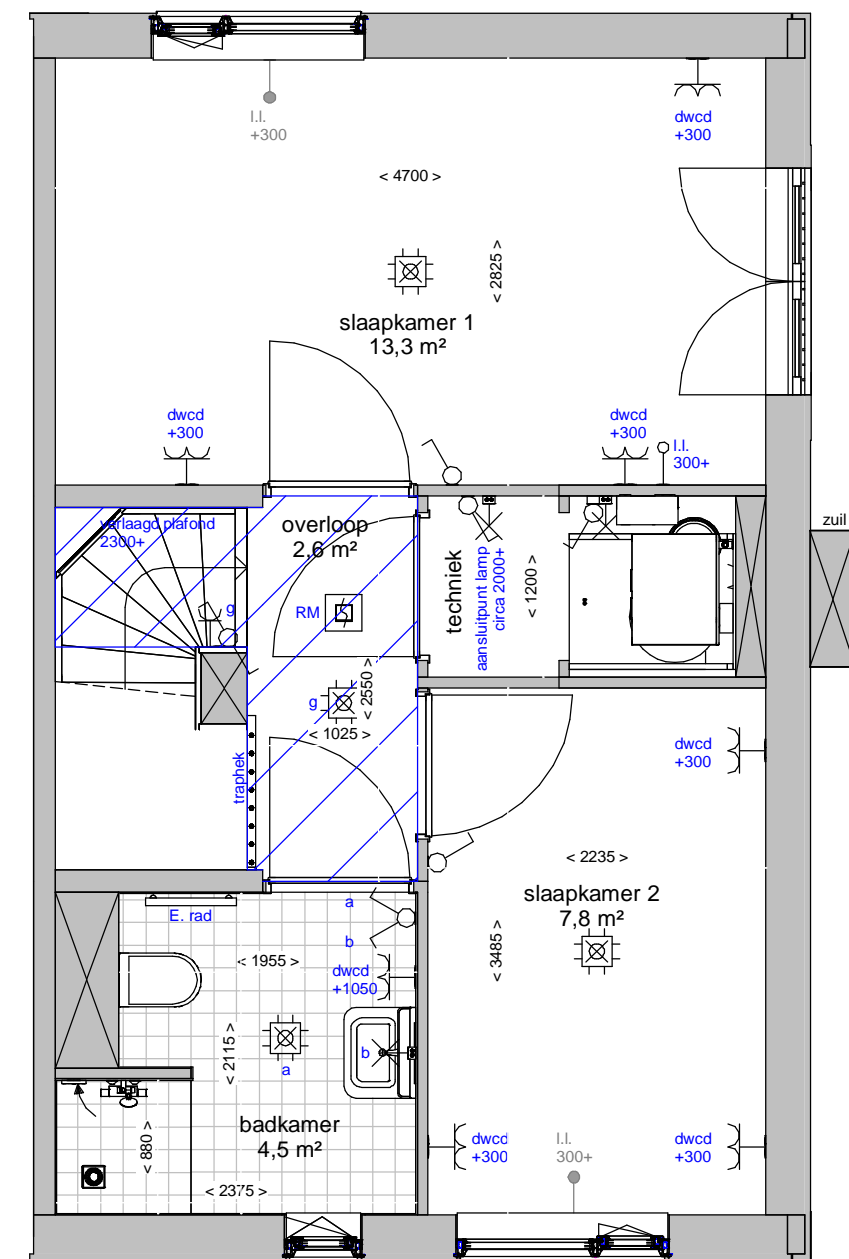 l.l.
+300
dwcd
+300
< 4700 >
< 2825 >
slaapkamer 1
13,3 m²
dwcd
+300
dwcd
+300
l.l.
300+
verlaagd plafond
2300+
overloop
2,6 m²
techniek
aansluitpunt lamp
circa 2000+
< 1200 >
zuil
g
RM
g
< 2550 >
< 1025 >
traphek
dwcd
+300
< 2235 >
slaapkamer 2
7,8 m²
< 3485 >
E. rad
a
b
< 1955 >
dwcd
+1050
< 2115 >
a
b
badkamer
4,5 m²
< 880 >
< 2375 >
dwcd
+300
l.l.
300+
dwcd
+300